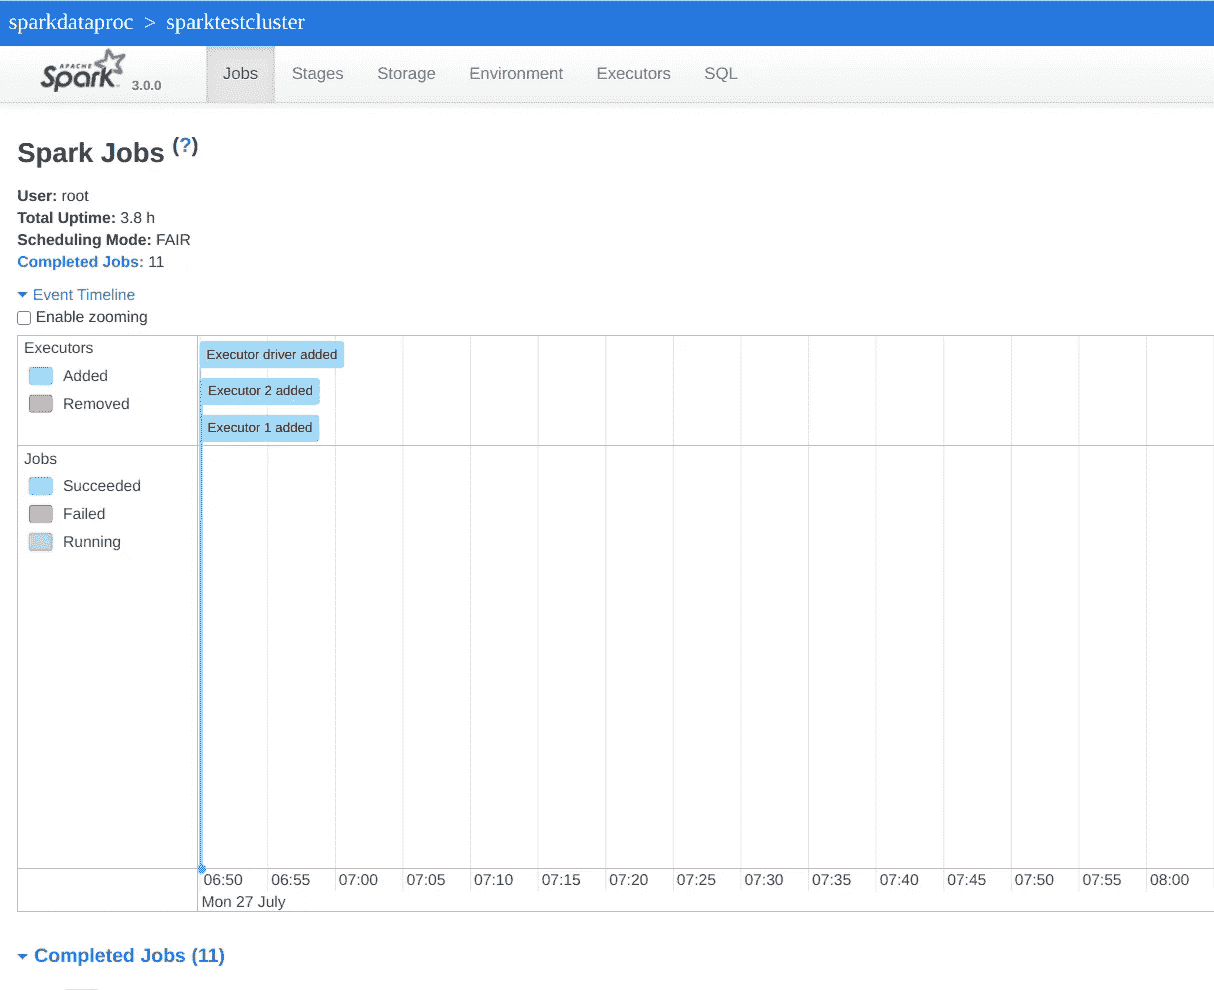 sparkdataproc > sparktestcluster
APACHE Spark 3.0.0 Jobs Stages Storage Environment Executors SQL
Spark Jobs (?)
User: root
Total Uptime: 3.8 h
Scheduling Mode: FAIR
Completed Jobs: 11
Event Timeline
Enable zooming
Executors
Added
Removed
Executor driver added
Executor 2 added
Executor 1 added
Jobs
Succeeded
Failed
Running
06:50 06:55 07:00 07:05 07:10 07:15 07:20 07:25 07:30 07:35 07:40 07:45 07:50 07:55 08:00
Mon 27 July
Completed Jobs (11)